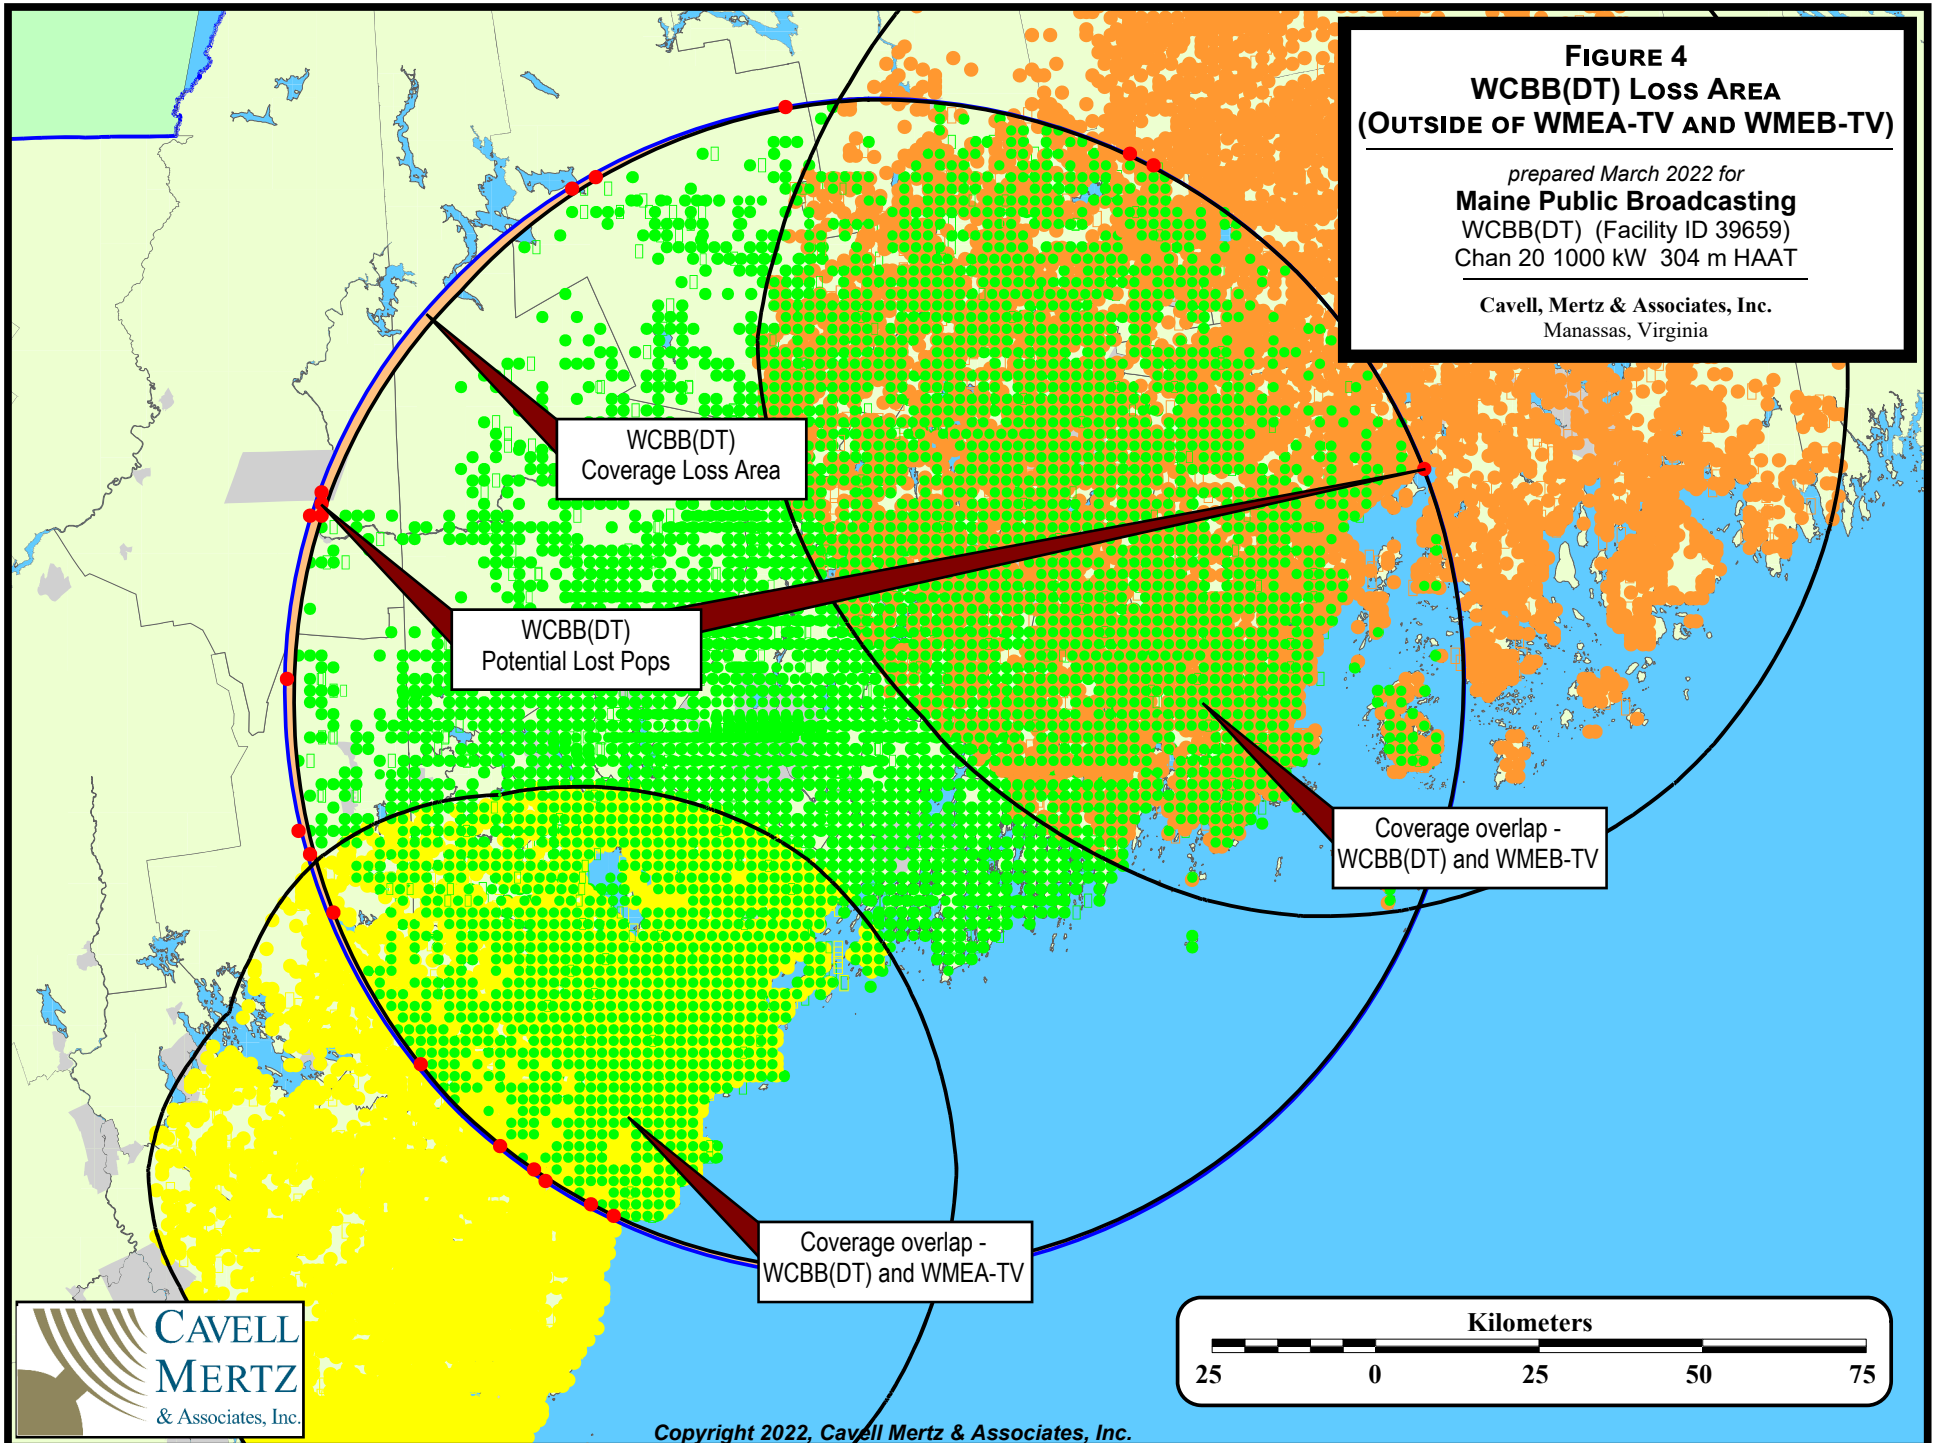 FIGURE 4
WCBB(DT) LOSS AREA
(OUTSIDE OF WMEA-TV AND WMEB-TV)
prepared March 2022 for
Maine Public Broadcasting
WCBB(DT) (Facility ID 39659)
Chan 20 1000 kW 304 m HAAT
Cavell, Mertz & Associates, Inc.
Manassas, Virginia
WCBB(DT)
Coverage Loss Area
WCBB(DT)
Potential Lost Pops
Coverage overlap -
WCBB(DT) and WMEB-TV
Coverage overlap -
WCBB(DT) and WMEA-TV
Kilometers
25 0 25 50 75
CAVELL
MERTZ
& Associates, Inc.
Copyright 2022, Cavell Mertz & Associates, Inc.